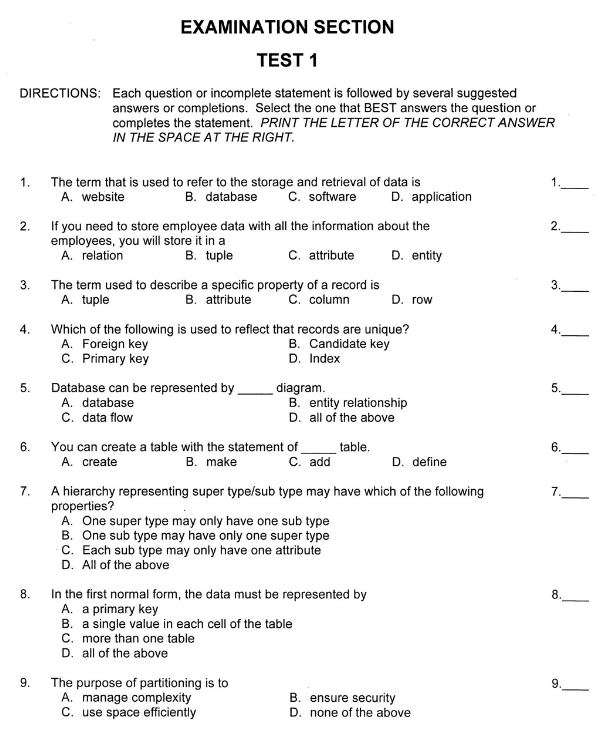 EXAMINATION SECTION
TEST 1
DIRECTIONS: Each question or incomplete statement is followed by several suggested
answers or completions. Select the one that BEST answers the question or
completes the statement. PRINT THE LETTER OF THE CORRECT ANSWER
IN THE SPACE AT THE RIGHT.
1. The term that is used to refer to the storage and retrieval of data is 1.____
A. website B. database C. software D. application
2. If you need to store employee data with all the information about the 2.____
employees, you will store it in a
A. relation B. tuple C. attribute D. entity
3. The term used to describe a specific property of a record is 3.____
A. tuple B. attribute C. column D. row
4. Which of the following is used to reflect that records are unique? 4.____
A. Foreign key B. Candidate key
C. Primary key D. Index
5. Database can be represented by _____ diagram. 5.____
A. database B. entity relationship
C. data flow D. all of the above
6. You can create a table with the statement of _____ table. 6.____
A. create B. make C. add D. define
7. A hierarchy representing super type/sub type may have which of the following 7.____
properties?
A. One super type may only have one sub type
B. One sub type may have only one super type
C. Each sub type may only have one attribute
D. All of the above
8. In the first normal form, the data must be represented by 8.____
A. a primary key
B. a single value in each cell of the table
C. more than one table
D. all of the above
9. The purpose of partitioning is to 9.____
A. manage complexity B. ensure security
C. use space efficiently D. none of the above